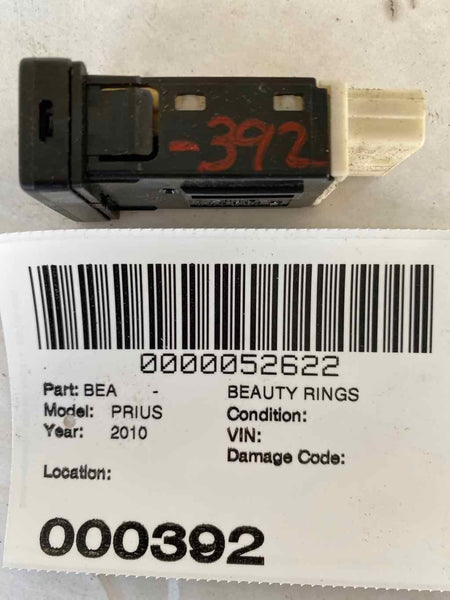 -392
0000052622
Part: BEA - BEAUTY RINGS
Model: PRIUS Condition:
Year: 2010 VIN:
Damage Code:
Location:
000392